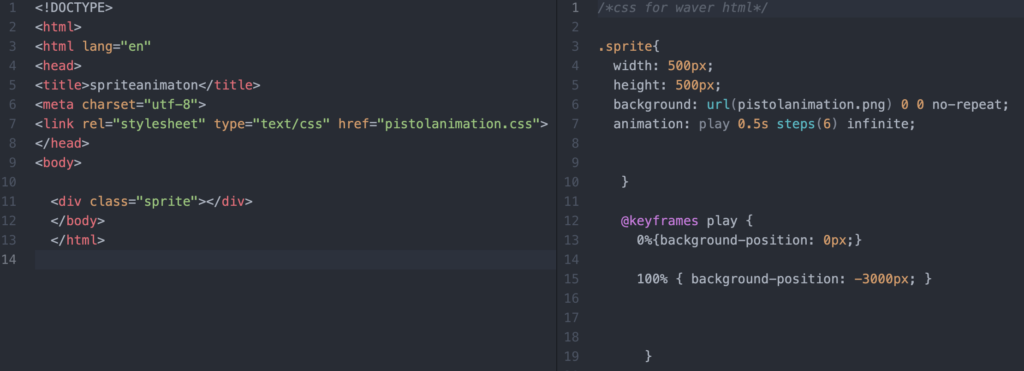 1 <!DOCTYPE>
2 <html>
3 <html lang="en"
4 <head>
5 <title>spriteanimaton</title>
6 <meta charset="utf-8">
7 <link rel="stylesheet" type="text/css" href="pistolanimation.css">
8 </head>
9 <body>
10
11 <div class="sprite"></div>
12 </body>
13 </html>
14
1 /*css for waver html*/
2
3 .sprite{
4 width: 500px;
5 height: 500px;
6 background: url(pistolanimation.png) 0 0 no-repeat;
7 animation: play 0.5s steps(6) infinite;
8
9
10 }
11
12 @keyframes play {
13 0%{background-position: 0px;}
14
15 100% { background-position: -3000px; }
16
17
18
19 }